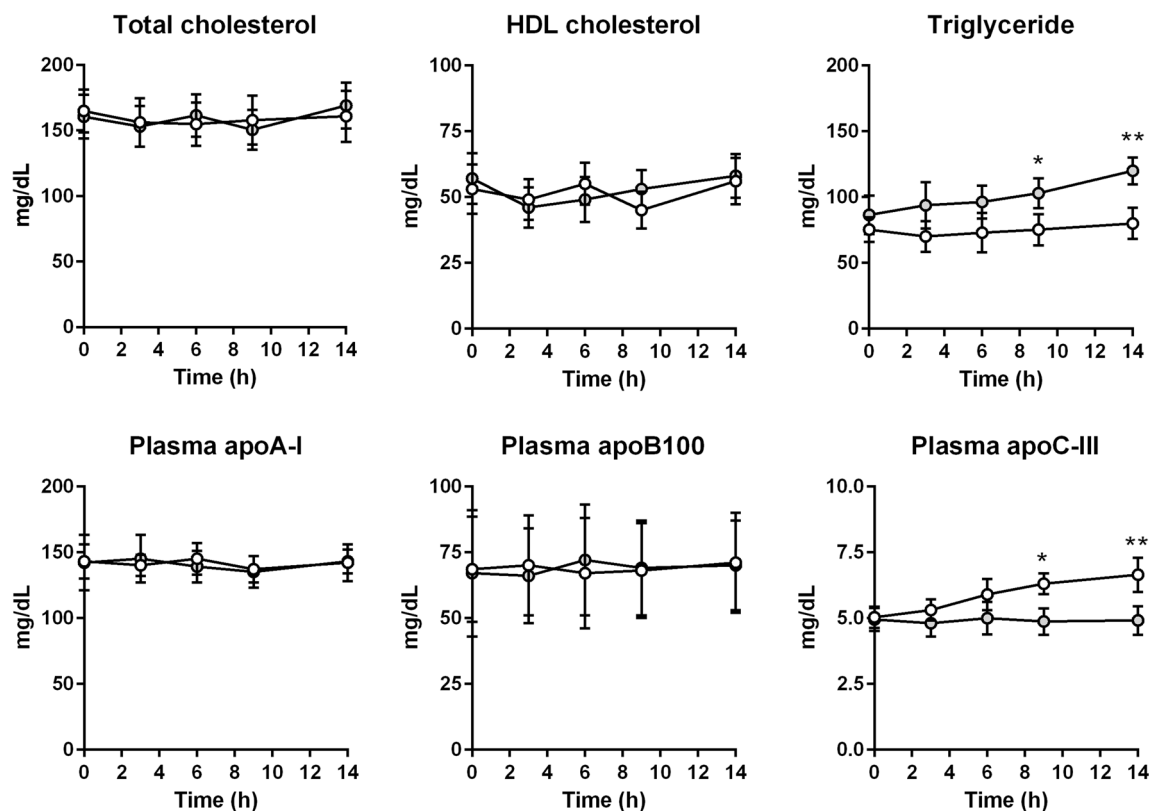 Total cholesterol
mg/dL
200
150
100
50
0
0 2 4 6 8 10 12 14
Time (h)
HDL cholesterol
mg/dL
100
75
50
25
0
0 2 4 6 8 10 12 14
Time (h)
Triglyceride
mg/dL
200
150
100
50
0
* **
0 2 4 6 8 10 12 14
Time (h)
Plasma apoA-I
mg/dL
200
150
100
50
0
0 2 4 6 8 10 12 14
Time (h)
Plasma apoB100
mg/dL
100
75
50
25
0
0 2 4 6 8 10 12 14
Time (h)
Plasma apoC-III
mg/dL
10.0
7.5
5.0
2.5
0.0
* **
0 2 4 6 8 10 12 14
Time (h)